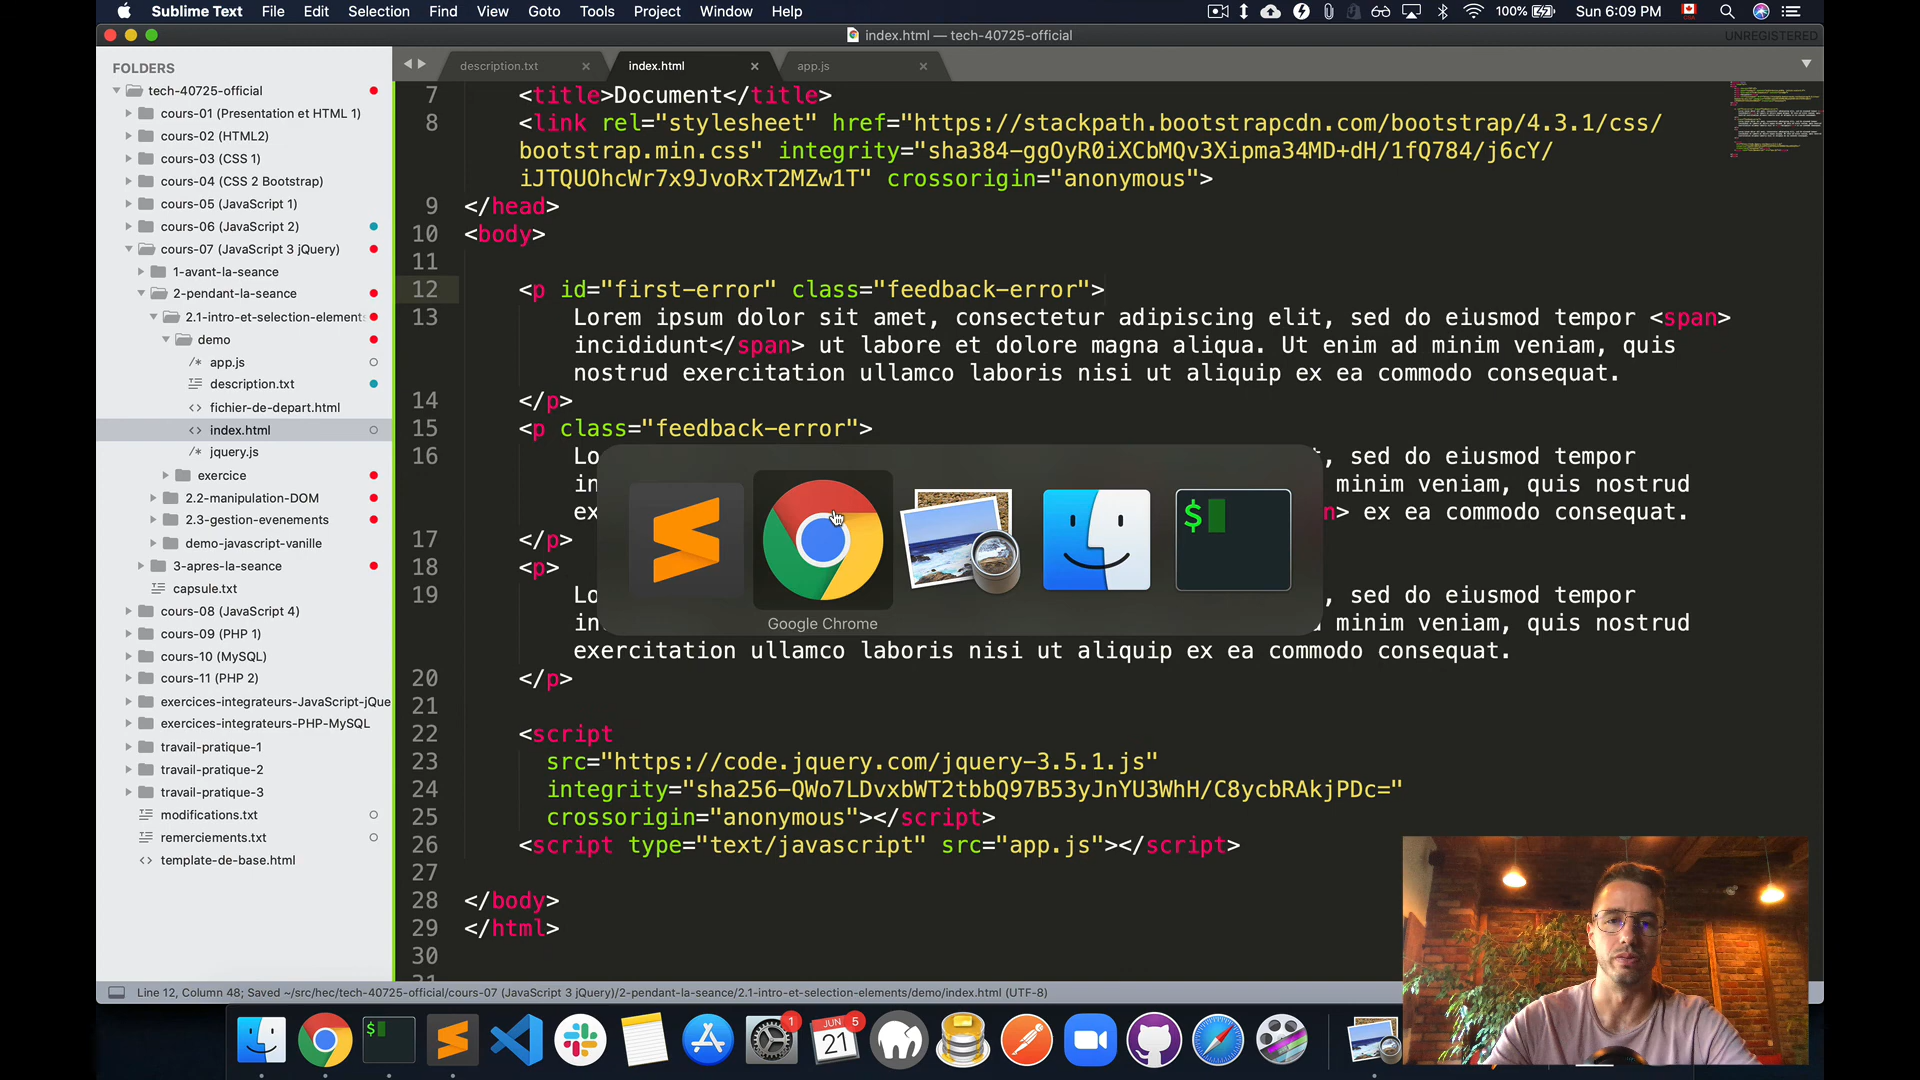 Sublime Text File Edit Selection Find View Goto Tools Project Window Help 100% Sun 6:09 PM
index.html — tech-40725-official UNREGISTERED
FOLDERS
tech-40725-official
cours-01 (Presentation et HTML 1)
cours-02 (HTML2)
cours-03 (CSS 1)
cours-04 (CSS 2 Bootstrap)
cours-05 (JavaScript 1)
cours-06 (JavaScript 2)
cours-07 (JavaScript 3 jQuery)
1-avant-la-seance
2-pendant-la-seance
2.1-intro-et-selection-elements
demo
app.js
description.txt
fichier-de-depart.html
index.html
jquery.js
exercice
2.2-manipulation-DOM
2.3-gestion-evenements
demo-javascript-vanille
3-apres-la-seance
capsule.txt
cours-08 (JavaScript 4)
cours-09 (PHP 1)
cours-10 (MySQL)
cours-11 (PHP 2)
exercices-integrateurs-JavaScript-jQue
exercices-integrateurs-PHP-MySQL
travail-pratique-1
travail-pratique-2
travail-pratique-3
modifications.txt
remerciements.txt
template-de-base.html
description.txt index.html app.js
7 <title>Document</title>
8 <link rel="stylesheet" href="https://stackpath.bootstrapcdn.com/bootstrap/4.3.1/css/
bootstrap.min.css" integrity="sha384-ggOyR0iXCbMQv3Xipma34MD+dH/1fQ784/j6cY/
iJTQUOhcWr7x9JvoRxT2MZw1T" crossorigin="anonymous">
9 </head>
10 <body>
11
12 <p id="first-error" class="feedback-error">
13 Lorem ipsum dolor sit amet, consectetur adipiscing elit, sed do eiusmod tempor <span>
incididunt</span> ut labore et dolore magna aliqua. Ut enim ad minim veniam, quis
nostrud exercitation ullamco laboris nisi ut aliquip ex ea commodo consequat.
14 </p>
15 <p class="feedback-error">
16 Lo t, sed do eiusmod tempor
in minim veniam, quis nostrud
ex n> ex ea commodo consequat.
17 </p>
18 <p>
19 Lo , sed do eiusmod tempor
in minim veniam, quis nostrud
exercitation ullamco laboris nisi ut aliquip ex ea commodo consequat.
20 </p>
21
22 <script
23 src="https://code.jquery.com/jquery-3.5.1.js"
24 integrity="sha256-QWo7LDvxbWT2tbbQ97B53yJnYU3WhH/C8ycbRAkjPDc="
25 crossorigin="anonymous"></script>
26 <script type="text/javascript" src="app.js"></script>
27
28 </body>
29 </html>
30
$
Google Chrome
Line 12, Column 48; Saved ~/src/hec/tech-40725-official/cours-07 (JavaScript 3 jQuery)/2-pendant-la-seance/2.1-intro-et-selection-elements/demo/index.html (UTF-8)
$ 1 JUN 21 5